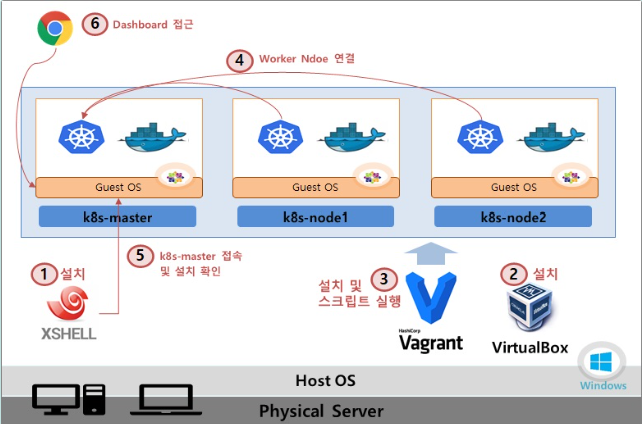 6 Dashboard 접근
4 Worker Ndoe 연결
Guest OS
Guest OS
Guest OS
k8s-master
k8s-node1
k8s-node2
5 k8s-master 접속
및 설치 확인
1 설치
XSHELL
설치 및 3
스크립트 실행
HashiCorp
Vagrant
2 설치
VirtualBox
Windows
Host OS
Physical Server